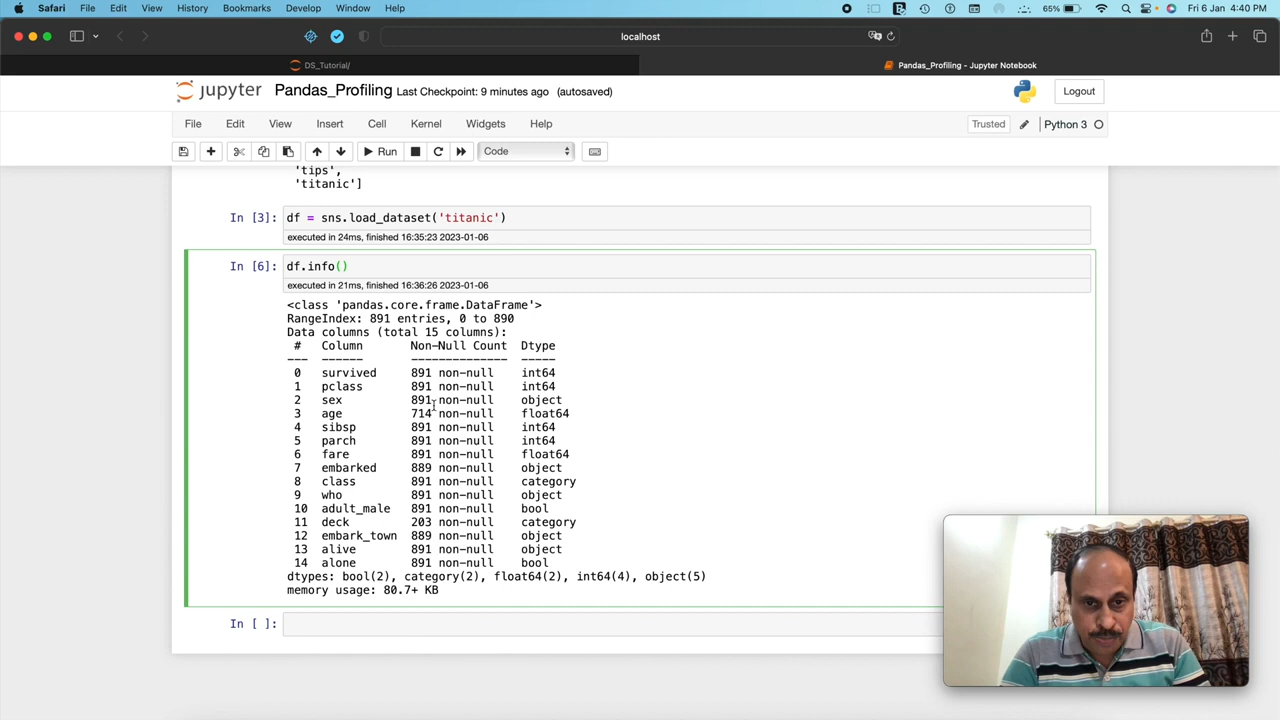 Safari File Edit View History Bookmarks Develop Window Help 65% Fri 6 Jan 4:40 PM
localhost
DS_Tutorial/ Pandas_Profiling - Jupyter Notebook
jupyter Pandas_Profiling Last Checkpoint: 9 minutes ago (autosaved) Logout
File Edit View Insert Cell Kernel Widgets Help Trusted Python 3
Run Code
'tips',
'titanic']
In [3]: df = sns.load_dataset('titanic')
executed in 24ms, finished 16:35:23 2023-01-06
In [6]: df.info()
executed in 21ms, finished 16:36:26 2023-01-06
<class 'pandas.core.frame.DataFrame'>
RangeIndex: 891 entries, 0 to 890
Data columns (total 15 columns):
# Column Non-Null Count Dtype
--- ------ -------------- -----
0 survived 891 non-null int64
1 pclass 891 non-null int64
2 sex 891 non-null object
3 age 714 non-null float64
4 sibsp 891 non-null int64
5 parch 891 non-null int64
6 fare 891 non-null float64
7 embarked 889 non-null object
8 class 891 non-null category
9 who 891 non-null object
10 adult_male 891 non-null bool
11 deck 203 non-null category
12 embark_town 889 non-null object
13 alive 891 non-null object
14 alone 891 non-null bool
dtypes: bool(2), category(2), float64(2), int64(4), object(5)
memory usage: 80.7+ KB
In [ ]: